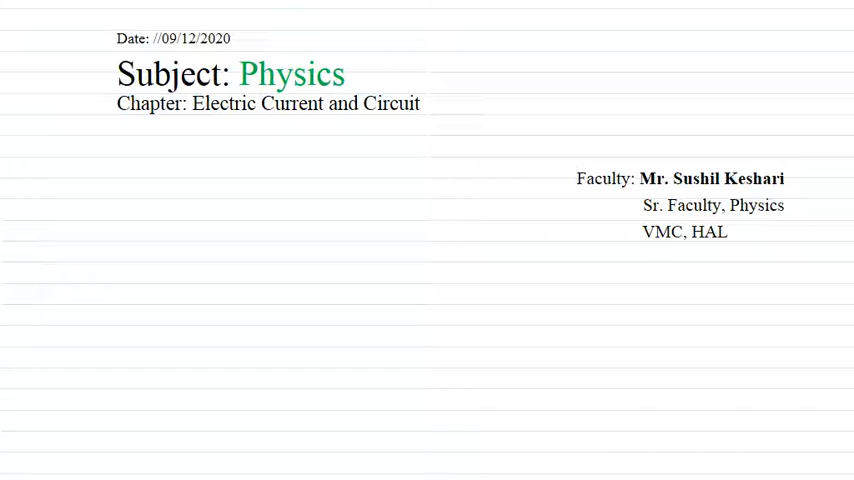 Date: //09/12/2020
Subject: Physics
Chapter: Electric Current and Circuit
Faculty: Mr. Sushil Keshari
Sr. Faculty, Physics
VMC, HAL